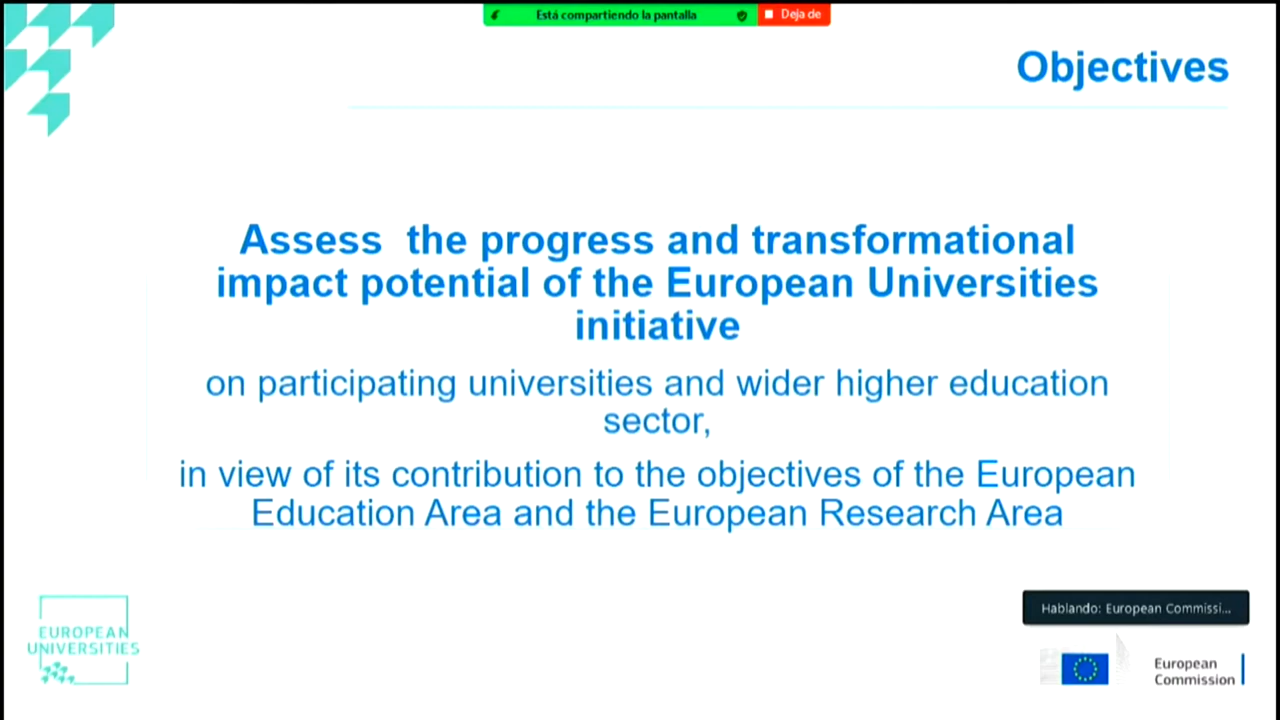 Está compartiendo la pantalla
Deja de
Objectives
Assess the progress and transformational
impact potential of the European Universities
initiative
on participating universities and wider higher education
sector,
in view of its contribution to the objectives of the European
Education Area and the European Research Area
Hablando: European Commissi...
EUROPEAN
UNIVERSITIES
European
Commission